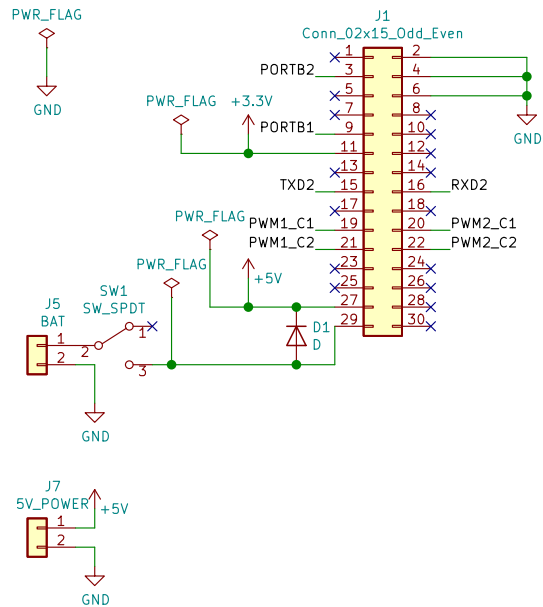 PWR_FLAG
GND
J1
Conn_02x15_Odd_Even
1 2
PORTB2 3 4
5 6
PWR_FLAG +3.3V
7 8
PORTB1 9 10
GND
11 12
13 14
TXD2 15 16 RXD2
17 18
PWR_FLAG
PWM1_C1 19 20 PWM2_C1
PWM1_C2 21 22 PWM2_C2
PWR_FLAG
23 24
+5V
25 26
27 28
29 30
J5
BAT
SW1
SW_SPDT
1
2
1
2
3
D1
D
GND
J7
5V_POWER
+5V
1
2
GND